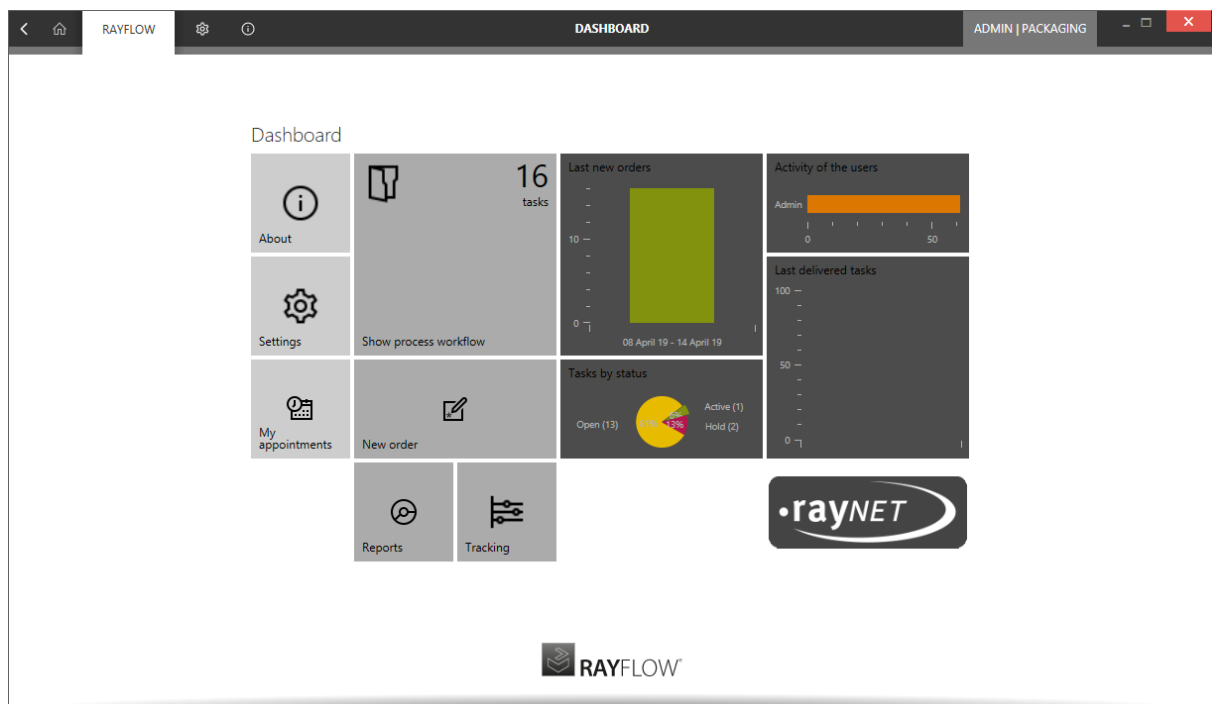 RAYFLOW
DASHBOARD
ADMIN | PACKAGING
Dashboard
About
16
tasks
Show process workflow
Last new orders
10
0
08 April 19 - 14 April 19
Activity of the users
Admin
0
50
Settings
Last delivered tasks
100
50
0
My
appointments
New order
Tasks by status
Open (13)
13%
Active (1)
Hold (2)
Reports
Tracking
rayNET
RAYFLOW